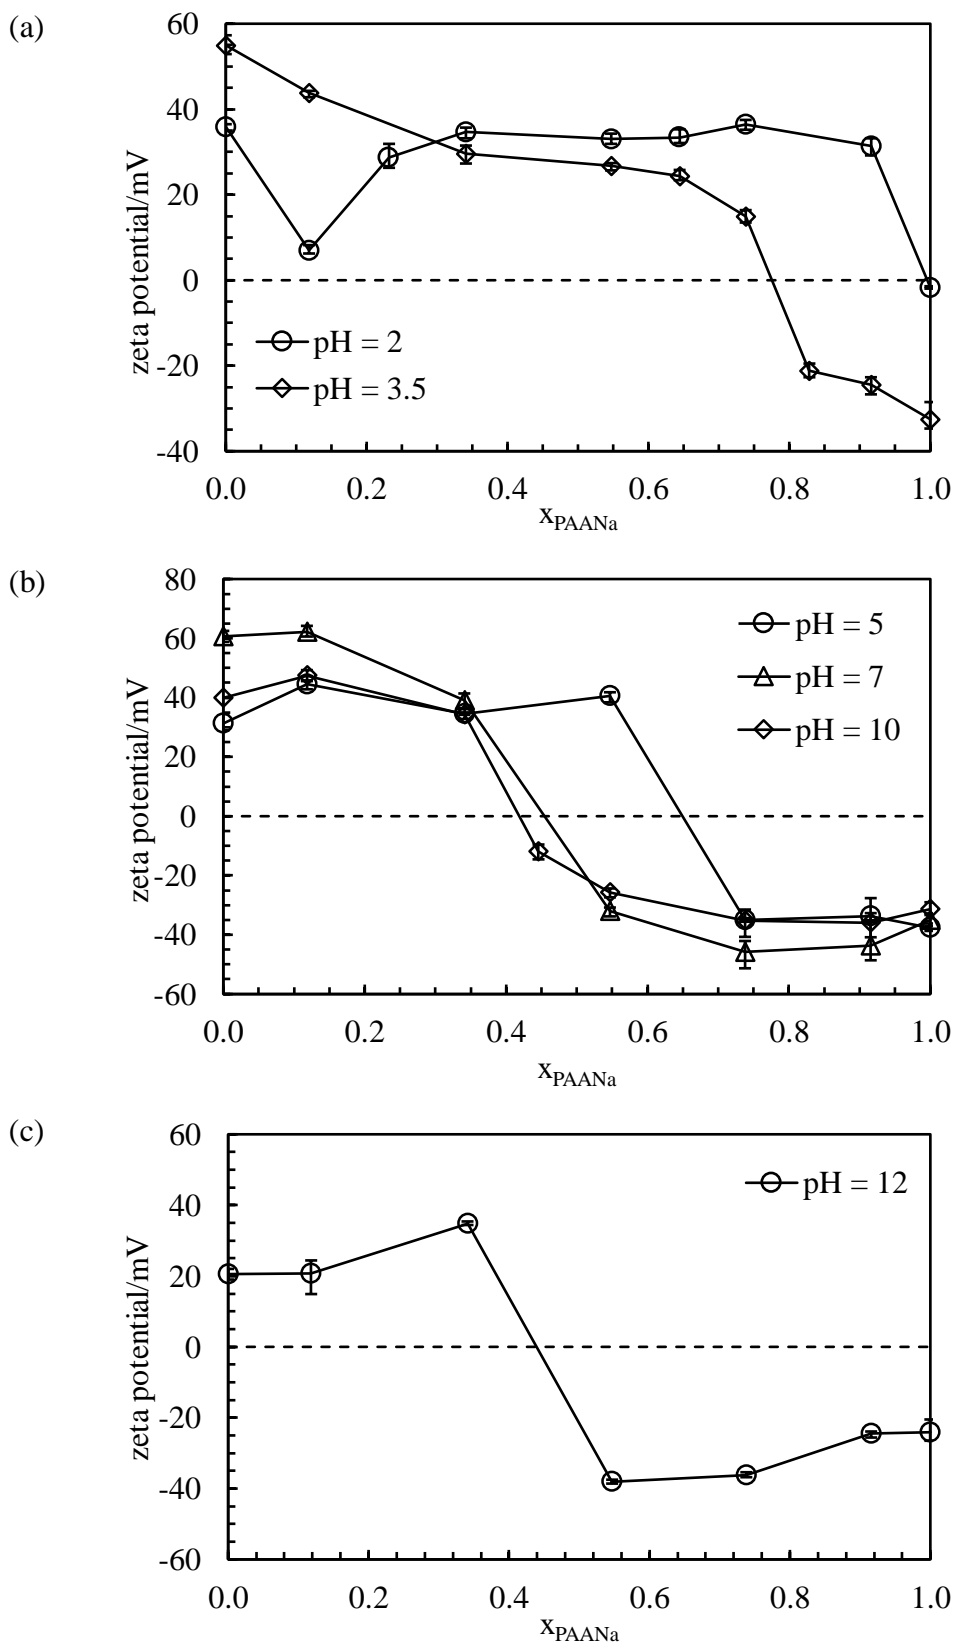 (a)
zeta potential/mV
60
40
20
0
-20
-40
pH = 2
pH = 3.5
0.0 0.2 0.4 0.6 0.8 1.0
xPAANa
(b)
zeta potential/mV
80
60
40
20
0
-20
-40
-60
pH = 5
pH = 7
pH = 10
0.0 0.2 0.4 0.6 0.8 1.0
xPAANa
(c)
zeta potential/mV
60
40
20
0
-20
-40
-60
pH = 12
0.0 0.2 0.4 0.6 0.8 1.0
xPAANa